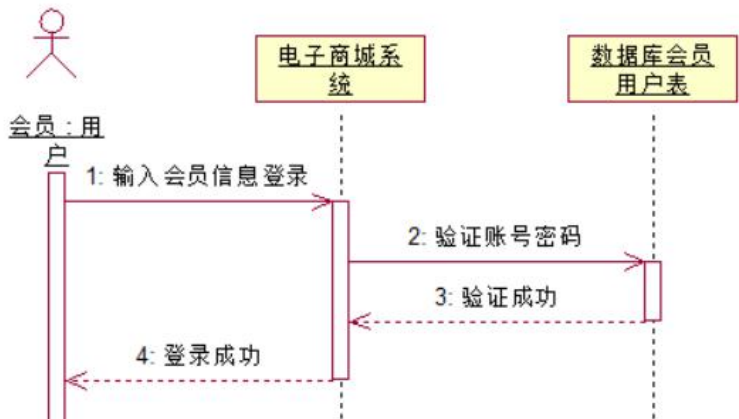 电子商城系
统
数据库会员
用户表
会员：用
户
1: 输入会员信息登录
2: 验证账号密码
3: 验证成功
4: 登录成功